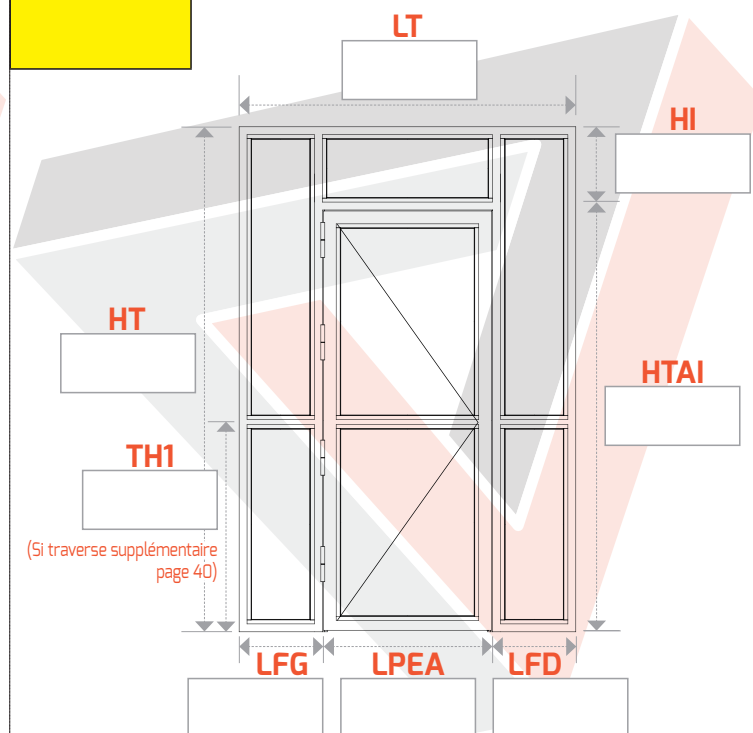 LT
HI
HT
HTAI
TH1
(Si traverse supplémentaire
page 40)
LFG
LPEA
LFD